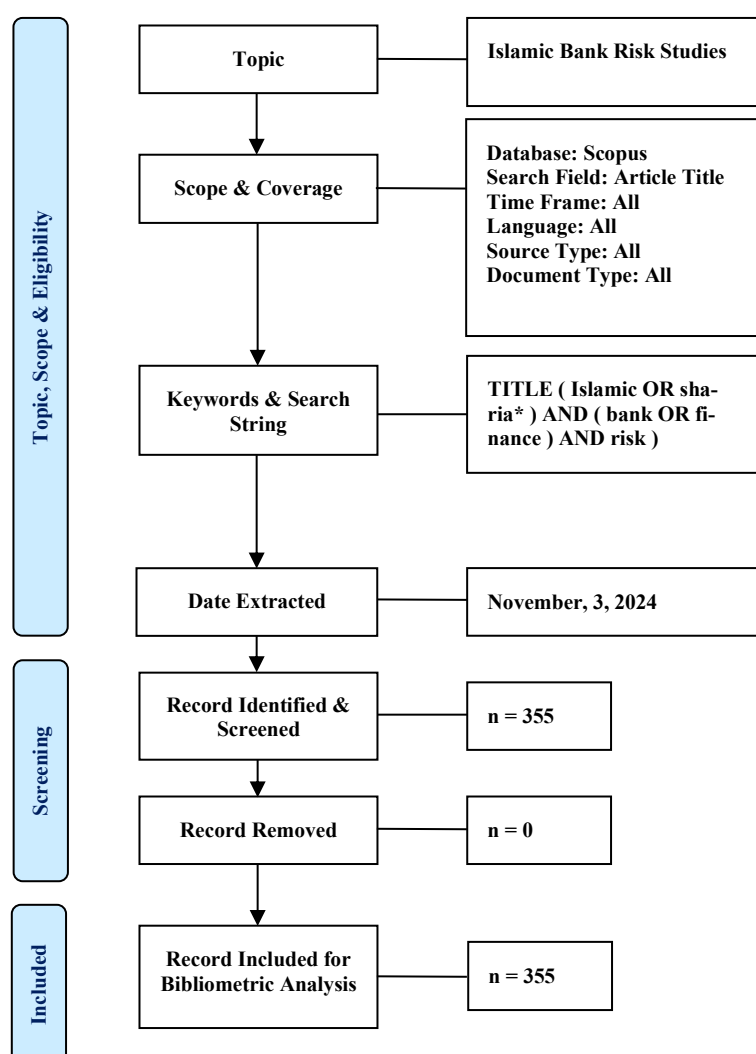 Topic, Scope & Eligibility
Topic
Islamic Bank Risk Studies
Scope & Coverage
Database: Scopus
Search Field: Article Title
Time Frame: All
Language: All
Source Type: All
Document Type: All
Keywords & Search
String
TITLE ( Islamic OR sha-
ria* ) AND ( bank OR fi-
nance ) AND risk )
Date Extracted
November, 3, 2024
Screening
Record Identified &
Screened
n = 355
Record Removed
n = 0
Included
Record Included for
Bibliometric Analysis
n = 355